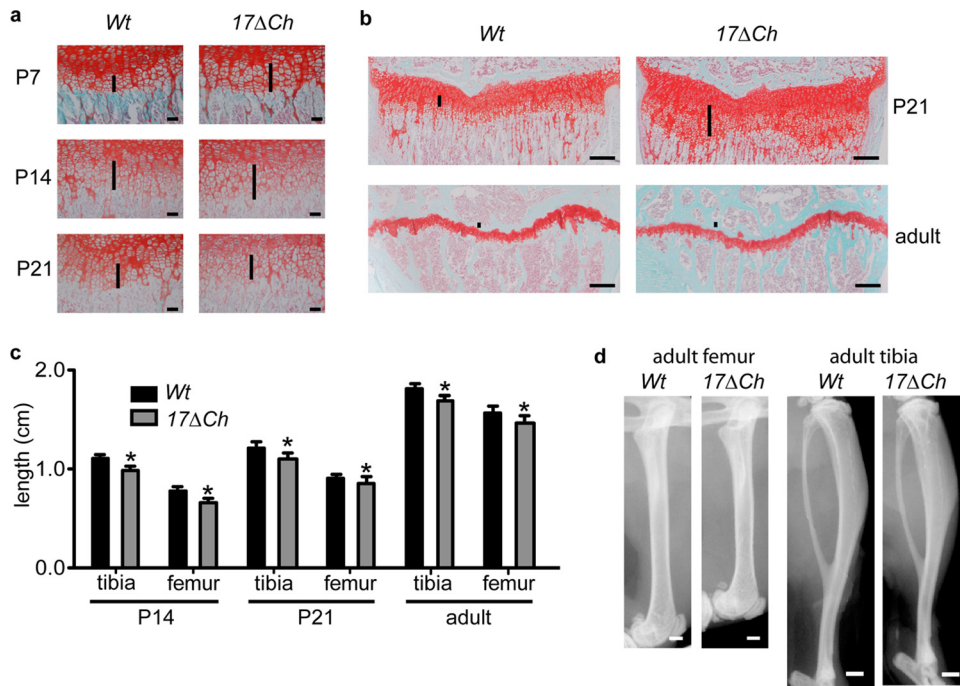 a
Wt 17ΔCh
P7
P14
P21
b
Wt 17ΔCh
P21
adult
c
2.0
1.0
0.0
length (cm)
Wt
17ΔCh
* * * * * *
tibia femur tibia femur tibia femur
P14 P21 adult
d
adult femur adult tibia
Wt 17ΔCh Wt 17ΔCh